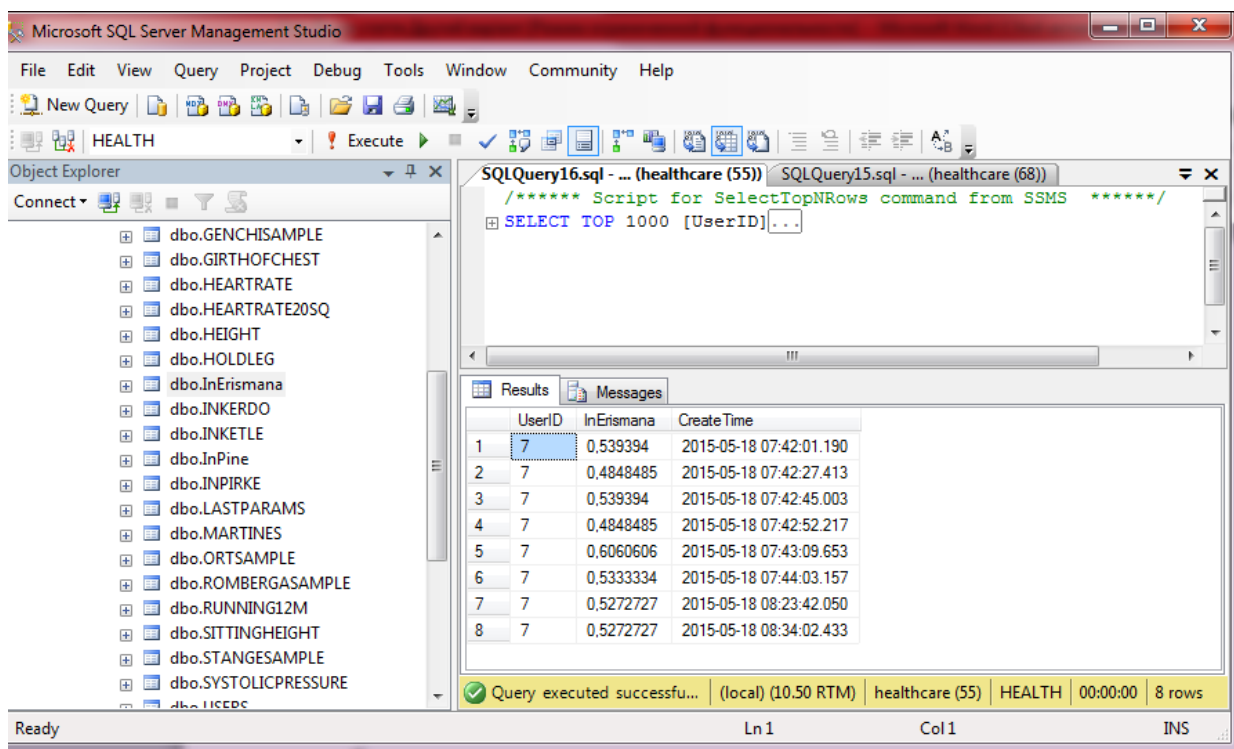 Microsoft SQL Server Management Studio
File Edit View Query Project Debug Tools Window Community Help
New Query
HEALTH Execute
Object Explorer
Connect
dbo.GENCHISAMPLE
dbo.GIRTHOFCHEST
dbo.HEARTRATE
dbo.HEARTRATE20SQ
dbo.HEIGHT
dbo.HOLDLEG
dbo.InErismana
dbo.INKERDO
dbo.INKETLE
dbo.InPine
dbo.INPIRKE
dbo.LASTPARAMS
dbo.MARTINES
dbo.ORTSAMPLE
dbo.ROMBERGASAMPLE
dbo.RUNNING12M
dbo.SITTINGHEIGHT
dbo.STANGESAMPLE
dbo.SYSTOLICPRESSURE
dbo.USERS
SQLQuery16.sql - ... (healthcare (55)) SQLQuery15.sql - ... (healthcare (68))
/****** Script for SelectTopNRows command from SSMS ******/
SELECT TOP 1000 [UserID]...
Results Messages
UserID InErismana CreateTime
1 7 0,539394 2015-05-18 07:42:01.190
2 7 0,4848485 2015-05-18 07:42:27.413
3 7 0,539394 2015-05-18 07:42:45.003
4 7 0,4848485 2015-05-18 07:42:52.217
5 7 0,6060606 2015-05-18 07:43:09.653
6 7 0,5333334 2015-05-18 07:44:03.157
7 7 0,5272727 2015-05-18 08:23:42.050
8 7 0,5272727 2015-05-18 08:34:02.433
Query executed successfu... (local) (10.50 RTM) healthcare (55) HEALTH 00:00:00 8 rows
Ready Ln 1 Col 1 INS